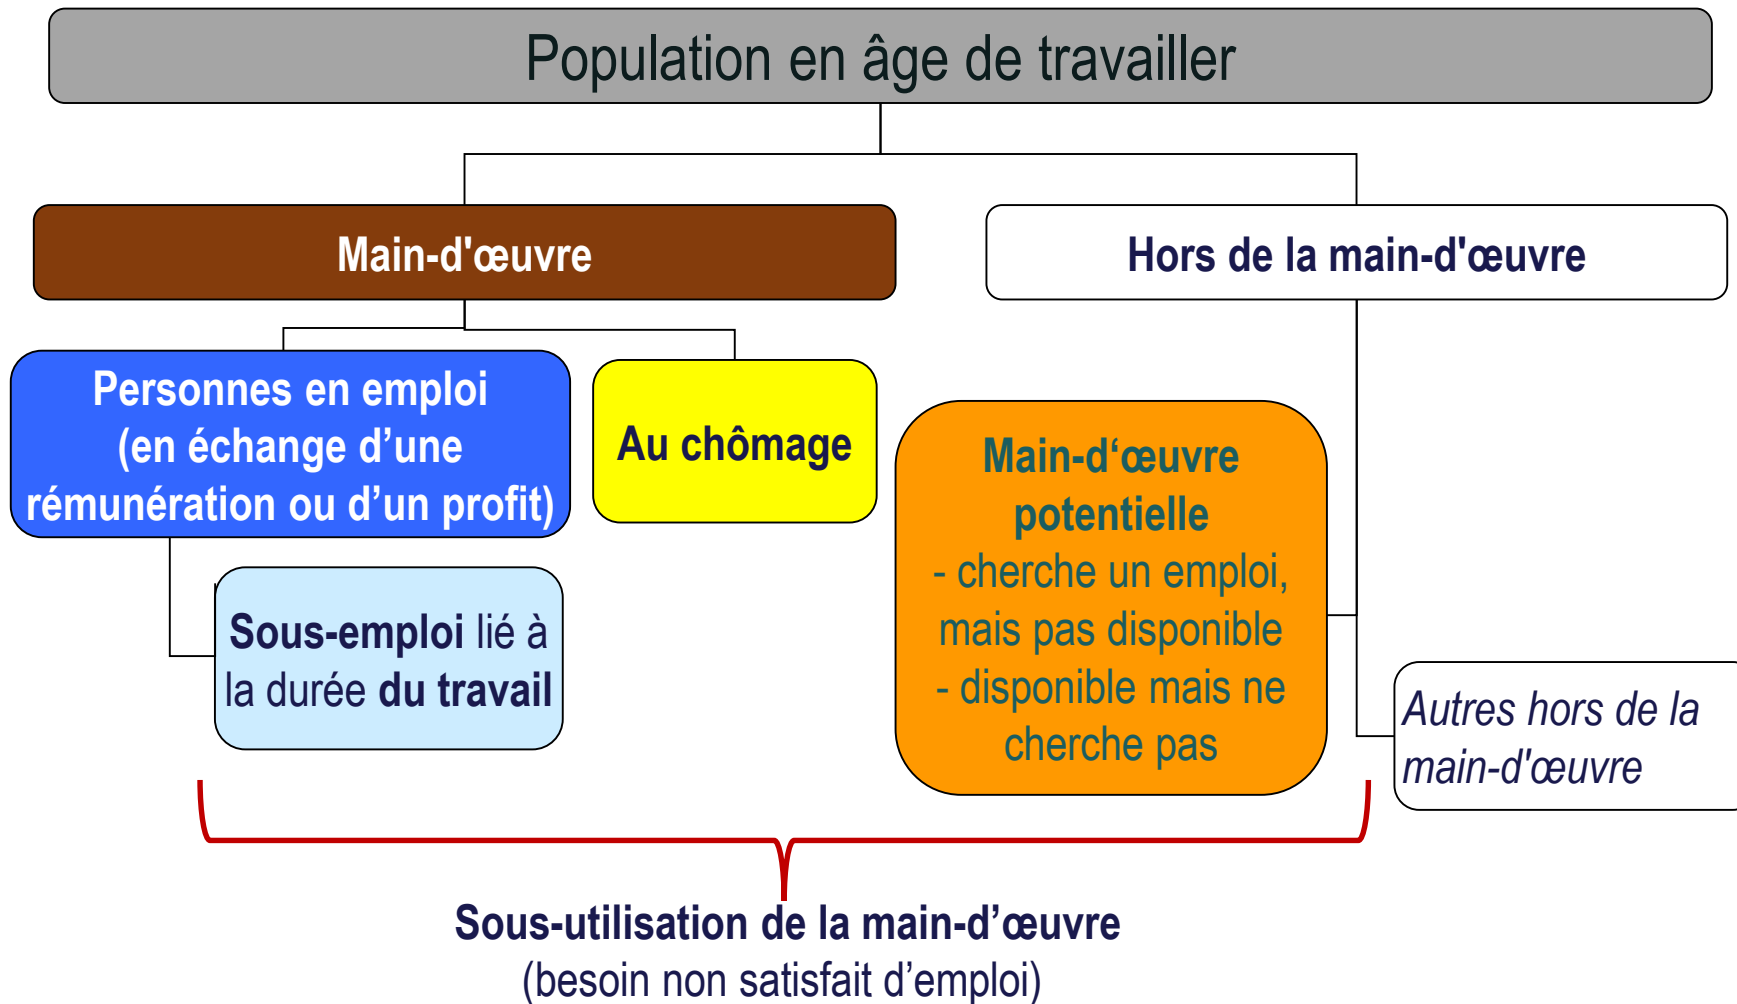 Population en âge de travailler
Main-d'œuvre
Hors de la main-d'œuvre
Personnes en emploi
(en échange d’une
rémunération ou d’un profit)
Au chômage
Main-d‘œuvre
potentielle
- cherche un emploi,
mais pas disponible
- disponible mais ne
cherche pas
Sous-emploi lié à
la durée du travail
Autres hors de la
main-d'œuvre
Sous-utilisation de la main-d’œuvre
(besoin non satisfait d’emploi)